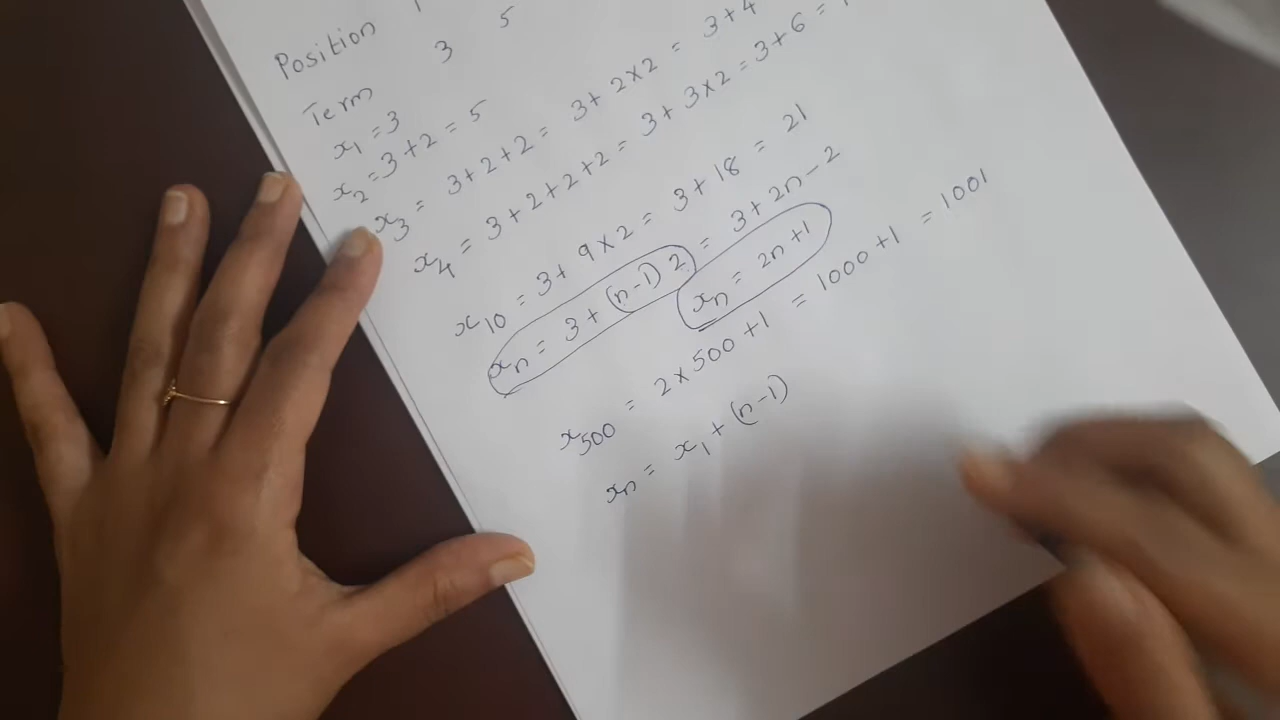 Position
Term 3 5
x₁ = 3
x₂ = 3 + 2 = 5
x₃ = 3 + 2 + 2 = 3 + 2 × 2 = 3 + 4
x₄ = 3 + 2 + 2 + 2 = 3 + 3 × 2 = 3 + 6 =
x₁₀ = 3 + 9 × 2 = 3 + 18 = 21
xₙ = 3 + (n-1) 2 = 3 + 2n - 2
xₙ = 2n + 1
x₅₀₀ = 2 × 500 + 1 = 1000 + 1 = 1001
xₙ = x₁ + (n-1)